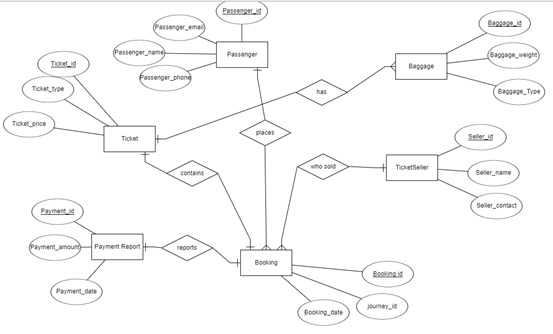 Passenger_id
Passenger_email
Passenger_name
Passenger_phone
Passenger
Baggage_id
Baggage_weight
Baggage_Type
Baggage
Ticket_id
Ticket_type
Ticket_price
Ticket
has
places
contains
who sold
Seller_id
Seller_name
Seller_contact
TicketSeller
Payment_id
Payment_amount
Payment_date
Payment Report
reports
Booking
Booking id
journey_id
Booking_date